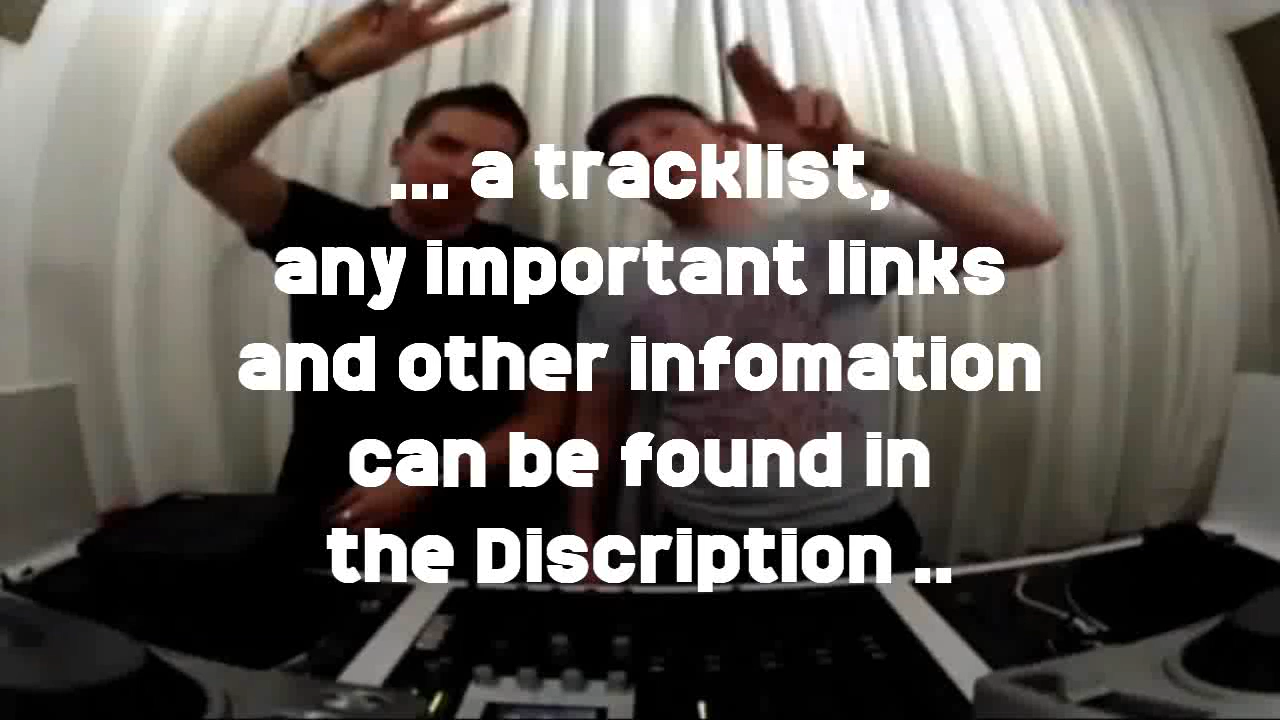 ... a tracklist,
any important links
and other infomation
can be found in
the Discription ..